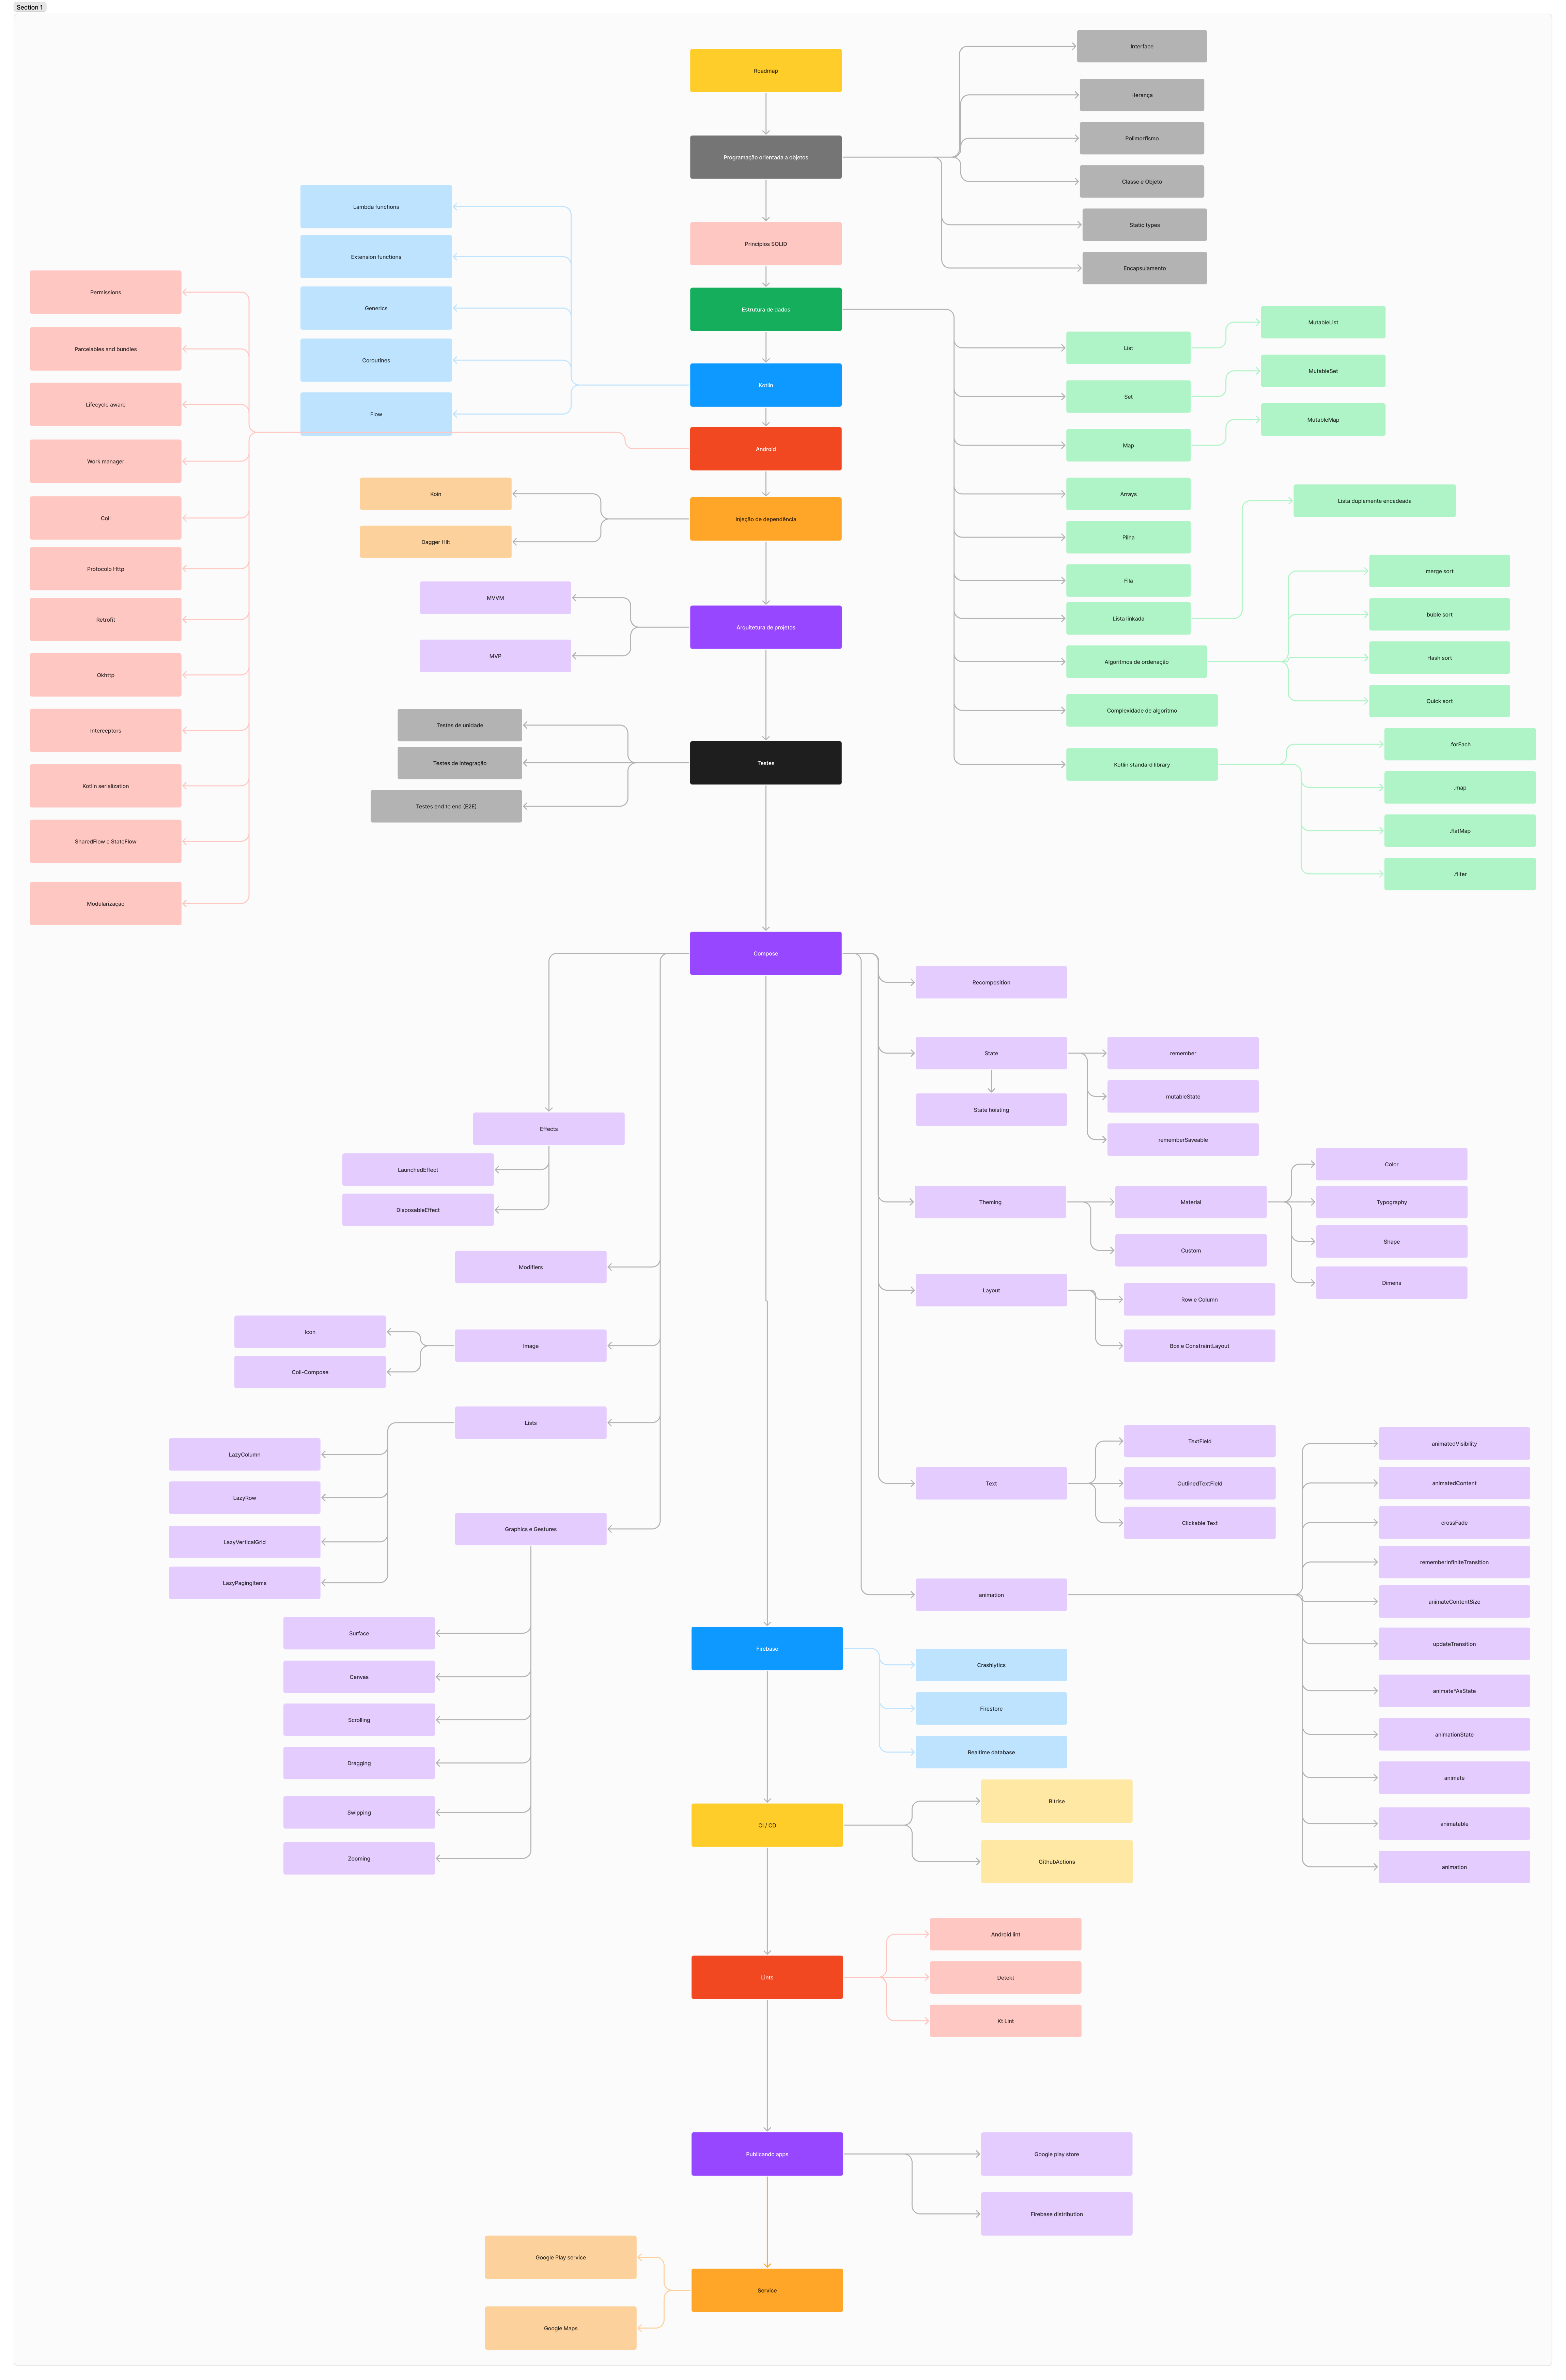 Section 1
Roadmap
Programação orientada a objetos
Interface
Herança
Polimorfismo
Classe e Objeto
Static types
Encapsulamento
Principios SOLID
Estrutura de dados
List
MutableList
Set
MutableSet
Map
MutableMap
Arrays
Pilha
Fila
Lista linkada
Lista duplamente encadeada
Algoritmos de ordenação
merge sort
buble sort
Hash sort
Quick sort
Complexidade de algoritmo
Kotlin standard library
.forEach
.map
.flatMap
.filter
Kotlin
Lambda functions
Extension functions
Generics
Coroutines
Flow
Android
Permissions
Parcelables and bundles
Lifecycle aware
Work manager
Coil
Protocolo Http
Retrofit
Okhttp
Interceptors
Kotlin serialization
SharedFlow e StateFlow
Modularização
Injeção de dependência
Koin
Dagger Hilt
Arquitetura de projetos
MVVM
MVP
Testes
Testes de unidade
Testes de integração
Testes end to end (E2E)
Compose
Recomposition
State
State hoisting
remember
mutableState
rememberSaveable
Theming
Material
Custom
Color
Typography
Shape
Dimens
Layout
Row e Column
Box e ConstraintLayout
Text
TextField
OutlinedTextField
Clickable Text
animation
animatedVisibility
animatedContent
crossFade
rememberInfiniteTransition
animateContentSize
updateTransition
animate*AsState
animationState
animate
animatable
animation
Effects
LaunchedEffect
DisposableEffect
Modifiers
Image
Icon
Coil-Compose
Lists
LazyColumn
LazyRow
LazyVerticalGrid
LazyPagingItems
Graphics e Gestures
Surface
Canvas
Scrolling
Dragging
Swipping
Zooming
Firebase
Crashlytics
Firestore
Realtime database
CI / CD
Bitrise
GithubActions
Lints
Android lint
Detekt
Kt Lint
Publicando apps
Google play store
Firebase distribution
Service
Google Play service
Google Maps